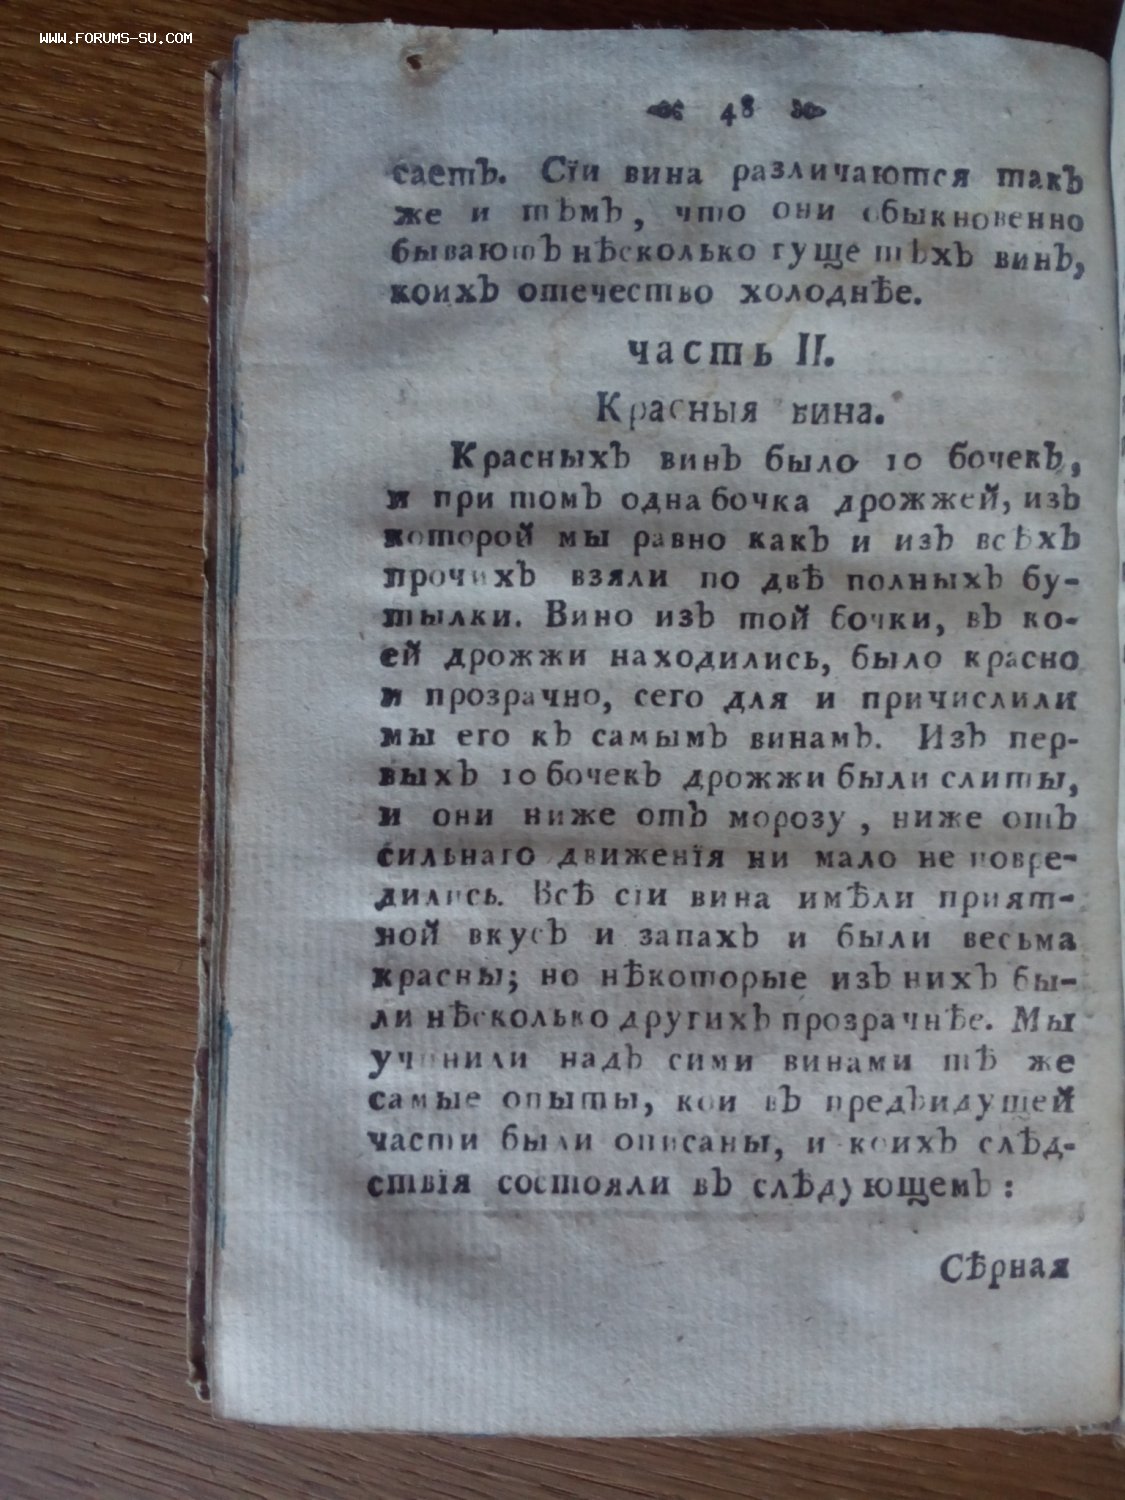 WWW.FORUMS-SU.COM
48
саетъ. Сїи вина различаются такъ
же и тѣмъ, что они обыкновенно
бываютъ нѣсколько гуще тѣхъ винъ,
коихъ отечество холоднѣе.
часть II.
Красныя вина.
Красныхъ винъ было 10 бочекъ,
и при томъ одна бочка дрожжей, изъ
которой мы равно какъ и изъ всѣхъ
прочихъ взяли по двѣ полныхъ бу-
тылки. Вино изъ той бочки, въ ко-
ей дрожжи находились, было красно
и прозрачно, сего для и причислили
мы его къ самымъ винамъ. Изъ пер-
выхъ 10 бочекъ дрожжи были слиты,
и они ниже отъ морозу, ниже отъ
сильнаго движенїя ни мало не повре-
дились. Всѣ сїи вина имѣли прият-
ной вкусъ и запахъ и были весьма
красны; но нѣкоторые изъ нихъ бы-
ли нѣсколько другихъ прозрачнѣе. Мы
учинили надъ сими винами тѣ же
самые опыты, кои въ предъидущей
части были описаны, и коихъ слѣд-
ствїя состояли въ слѣдующемъ:
Сѣрная